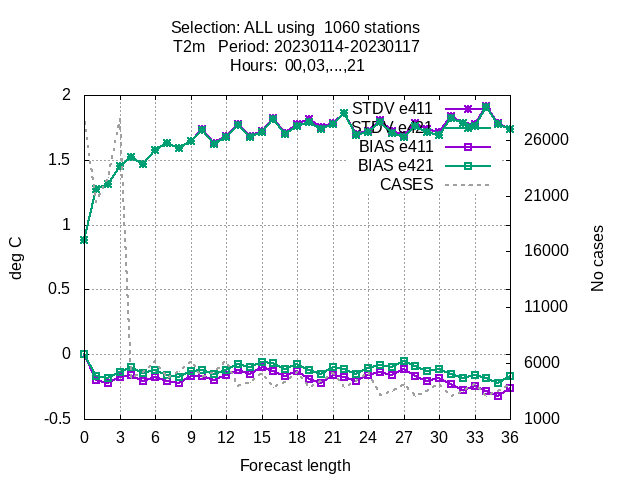 Selection: ALL using  1060 stations
T2m   Period: 20230114-20230117
Hours:  00,03,...,21
STDV e411
STDV e421
BIAS e411
BIAS e421
CASES
2
1.5
1
0.5
0
-0.5
26000
21000
16000
11000
6000
1000
deg C
No cases
0 3 6 9 12 15 18 21 24 27 30 33 36
Forecast length